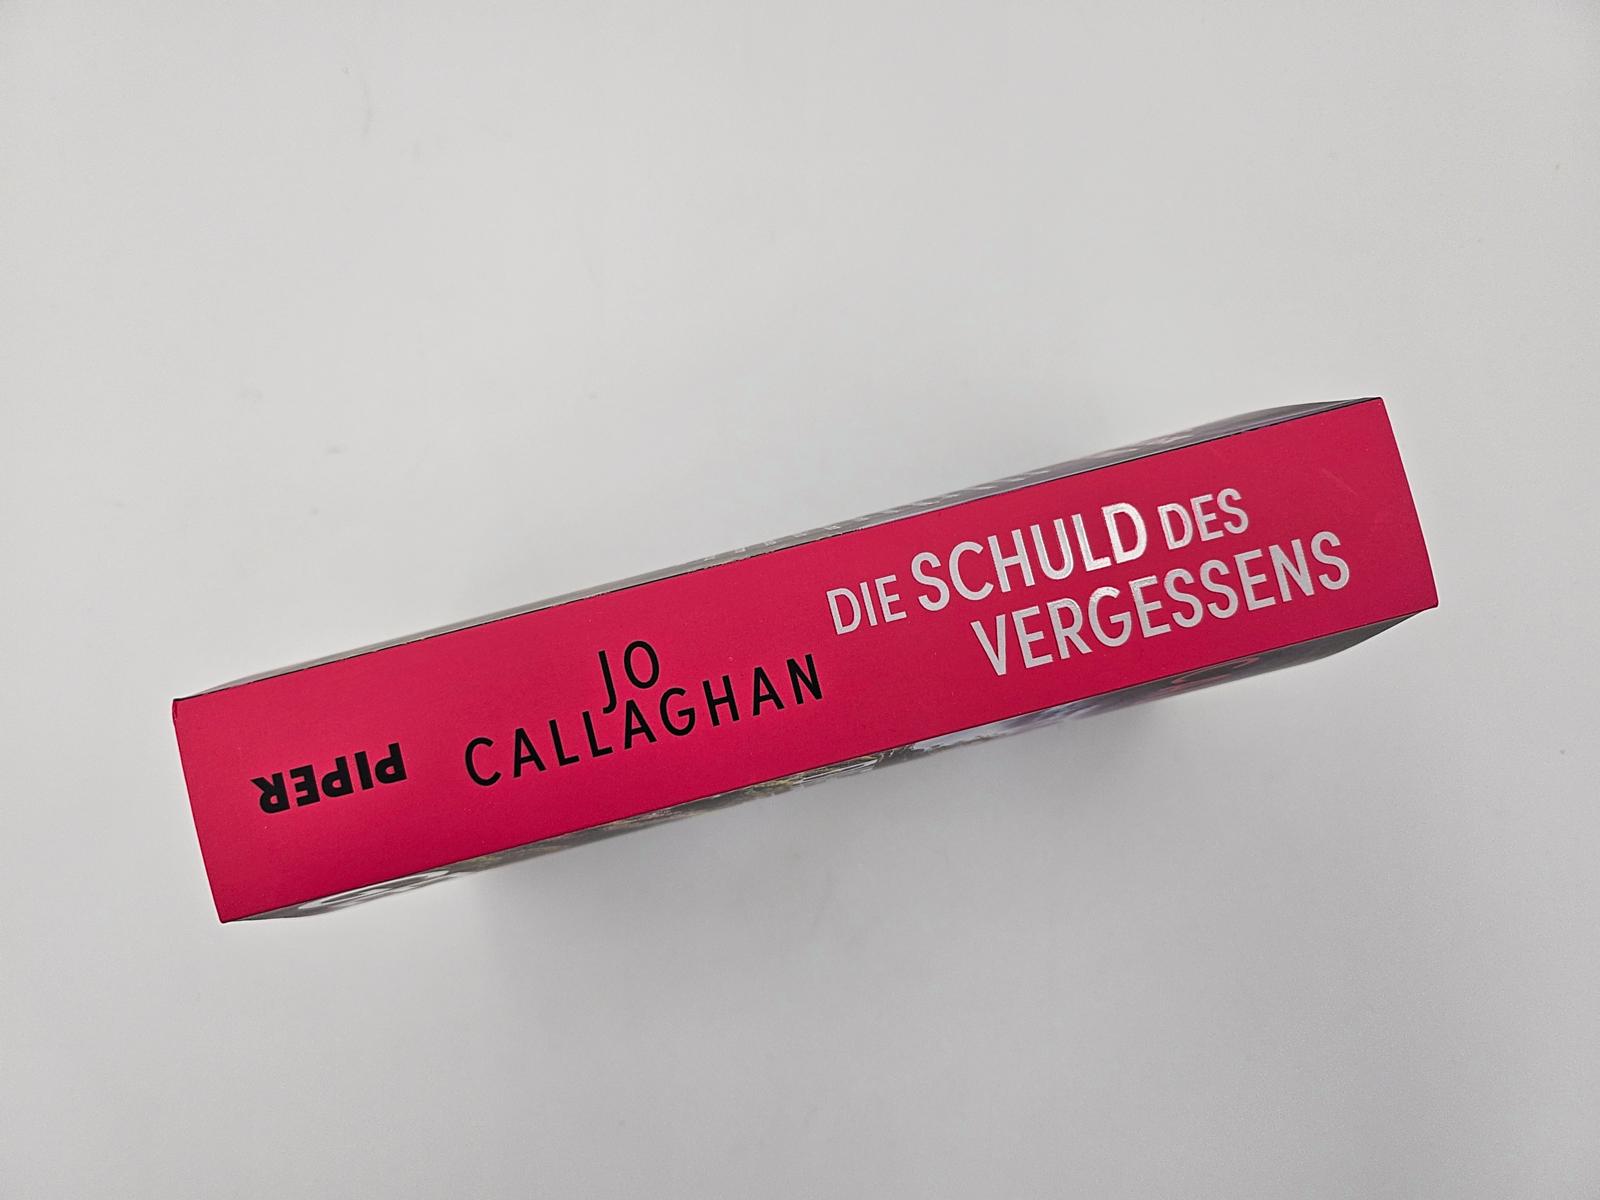 DIE SCHULD DES
VERGESSENS
JO
CALLAGHAN
PIPER